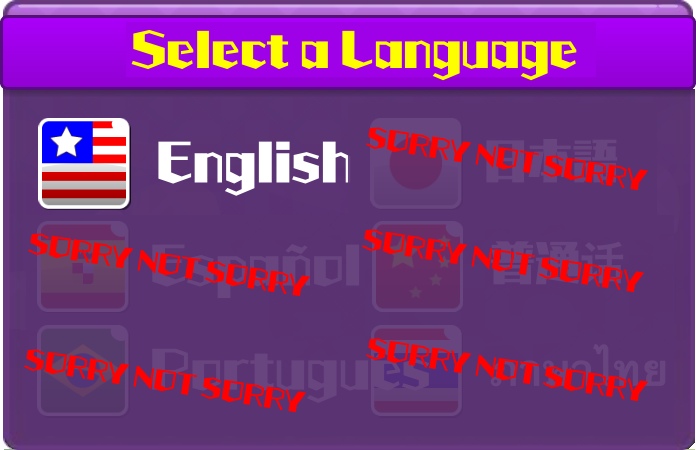 Select a Language
English
SORRY NOT SORRY
日本語
SORRY NOT SORRY
Español
SORRY NOT SORRY
普通话
SORRY NOT SORRY
Português
SORRY NOT SORRY
ภาษาไทย